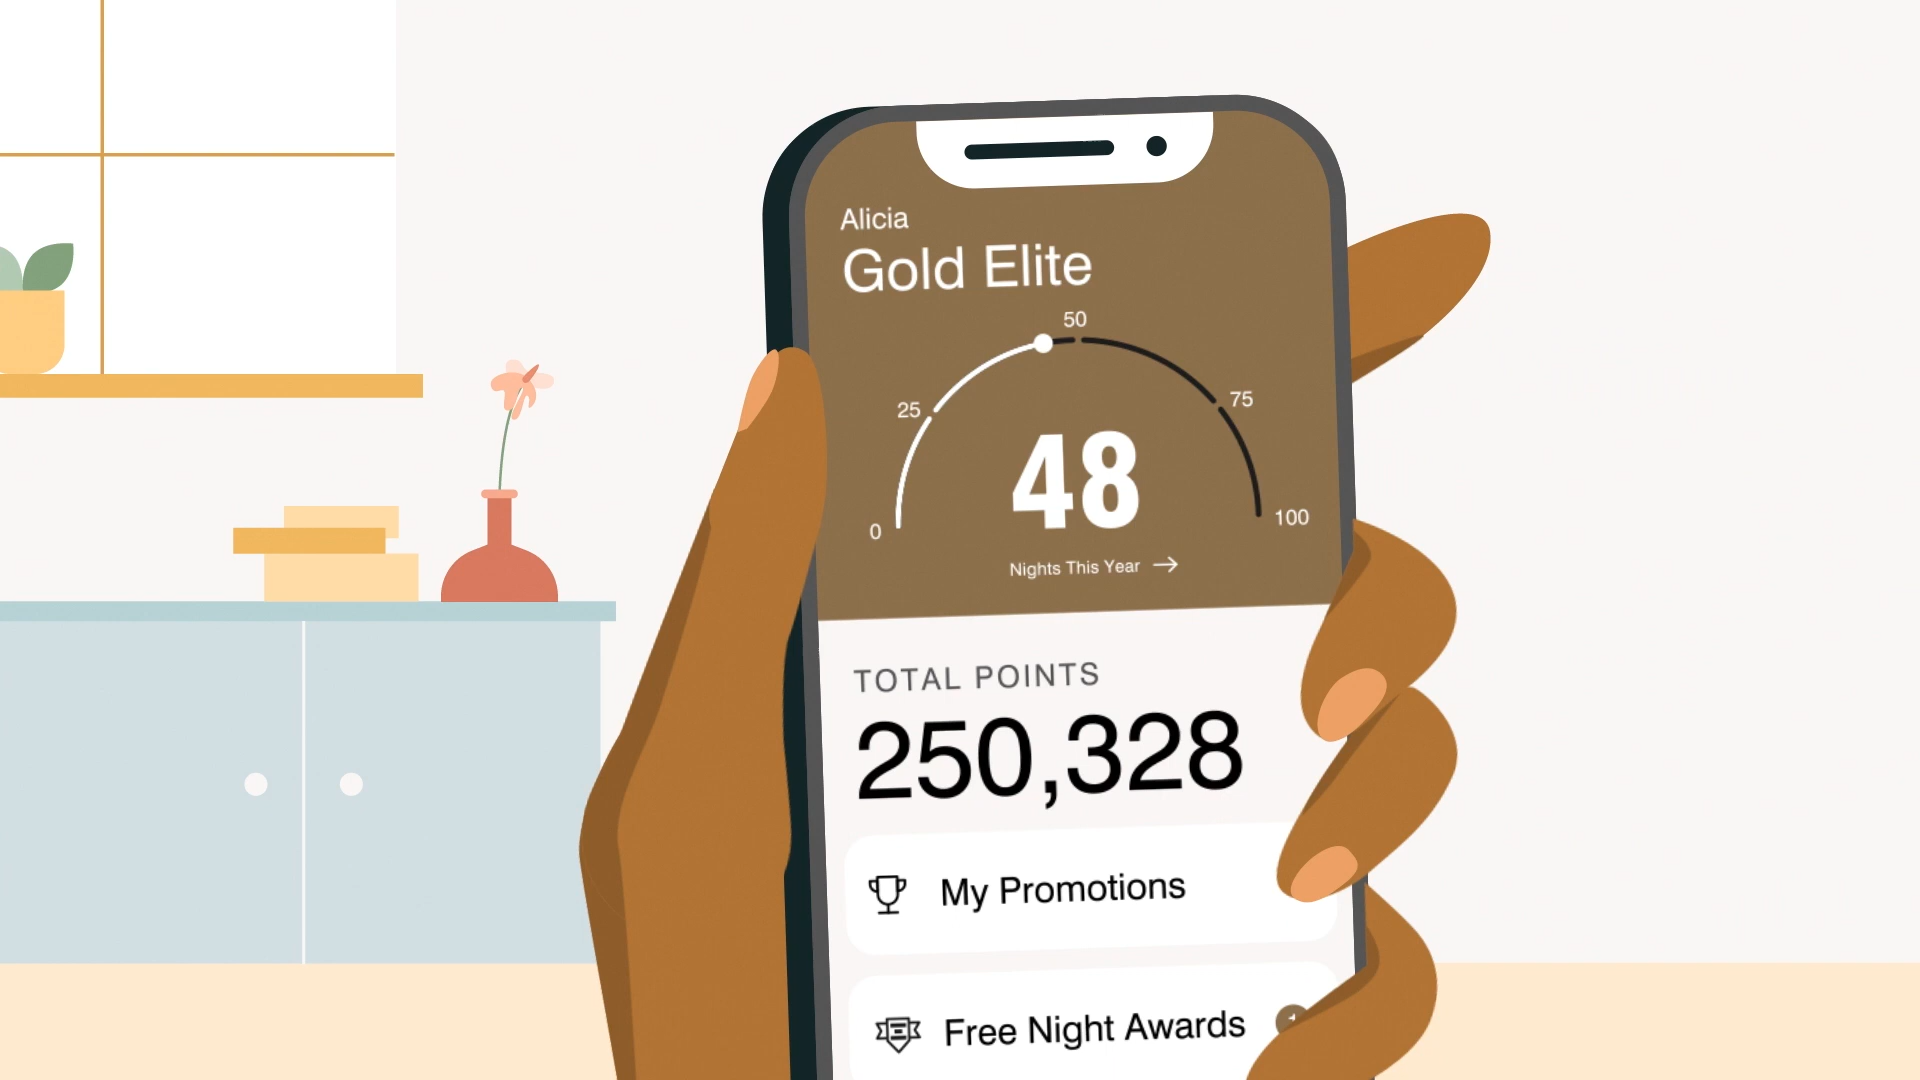 Alicia
Gold Elite
50
25
75
48
0
100
Nights This Year
TOTAL POINTS
250,328
My Promotions
Free Night Awards